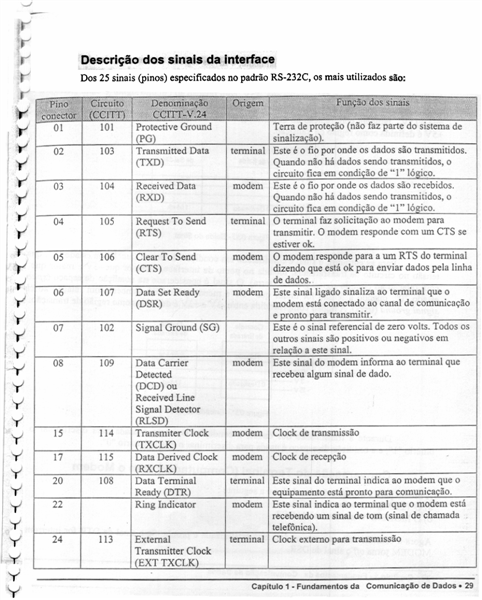 Descrição dos sinais da interface
Dos 25 sinais (pinos) especificados no padrão RS-232C, os mais utilizados são:
Pino conector | Circuito (CCITT) | Denominação CCITT-V.24 | Origem | Função dos sinais
01 | 101 | Protective Ground | | Terra de proteção (não faz parte do sistema de
(PG) | sinalização).
02 | 103 | Transmitted Data | terminal | Este é o fio por onde os dados são transmitidos.
(TXD) | Quando não há dados sendo transmitidos, o
circuito fica em condição de "1" lógico.
03 | 104 | Received Data | modem | Este é o fio por onde os dados são recebidos.
(RXD) | Quando não há dados sendo transmitidos, o
circuito fica em condição de "1" lógico.
04 | 105 | Request To Send | terminal | O terminal faz solicitação ao modem para
(RTS) | transmitir. O modem responde com um CTS se
estiver ok.
05 | 106 | Clear To Send | modem | O modem responde para a um RTS do terminal
(CTS) | dizendo que está ok para enviar dados pela linha
de dados.
06 | 107 | Data Set Ready | modem | Este sinal ligado sinaliza ao terminal que o
(DSR) | modem está conectado ao canal de comunicação
e pronto para transmitir.
07 | 102 | Signal Ground (SG) | | Este é o sinal referencial de zero volts. Todos os
outros sinais são positivos ou negativos em
relação a este sinal.
08 | 109 | Data Carrier | modem | Este sinal do modem informa ao terminal que
Detected | recebeu algum sinal de dado.
(DCD) ou
Received Line
Signal Detector
(RLSD)
15 | 114 | Transmiter Clock | modem | Clock de transmissão
(TXCLK)
17 | 115 | Data Derived Clock | modem | Clock de recepção
(RXCLK)
20 | 108 | Data Terminal | terminal | Este sinal do terminal indica ao modem que o
Ready (DTR) | equipamento está pronto para comunicação.
22 | | Ring Indicator | modem | Este sinal indica ao terminal que o modem está
recebendo um sinal de tom (sinal de chamada
telefônica).
24 | 113 | External | terminal | Clock externo para transmissão
Transmitter Clock
(EXT TXCLK)
Capítulo 1 - Fundamentos da Comunicação de Dados • 29